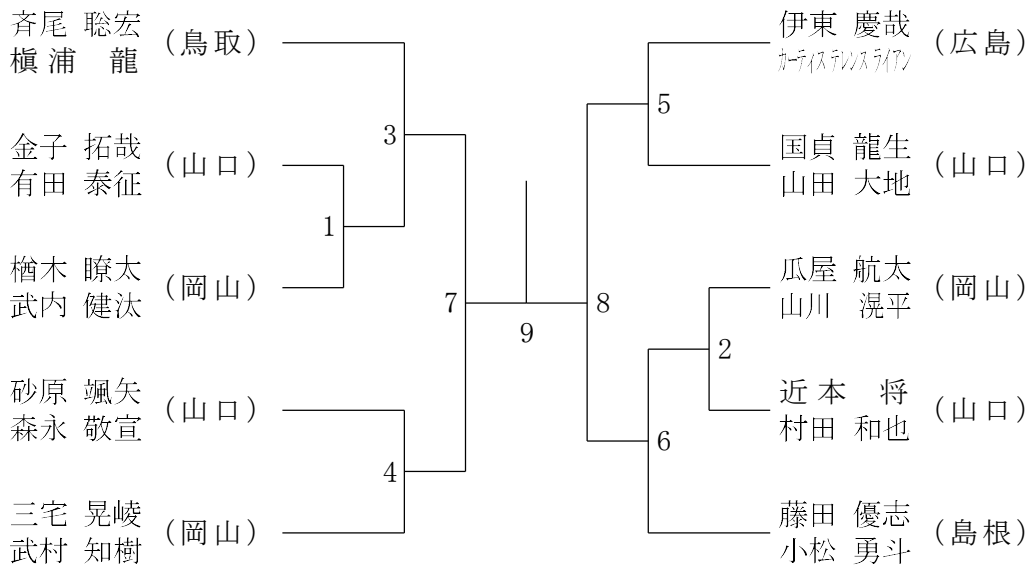 斉尾 聡宏
槇浦 龍
(鳥取)
金子 拓哉
有田 泰征
(山口)
楢木 瞭太
武内 健汰
(岡山)
砂原 颯矢
森永 敬宣
(山口)
三宅 晃崚
武村 知樹
(岡山)
3
1
7
4
9
8
5
2
6
伊東 慶哉
カーティス テレンス ライアン
(広島)
国貞 龍生
山田 大地
(山口)
瓜屋 航太
山川 滉平
(岡山)
近本 将
村田 和也
(山口)
藤田 優志
小松 勇斗
(島根)